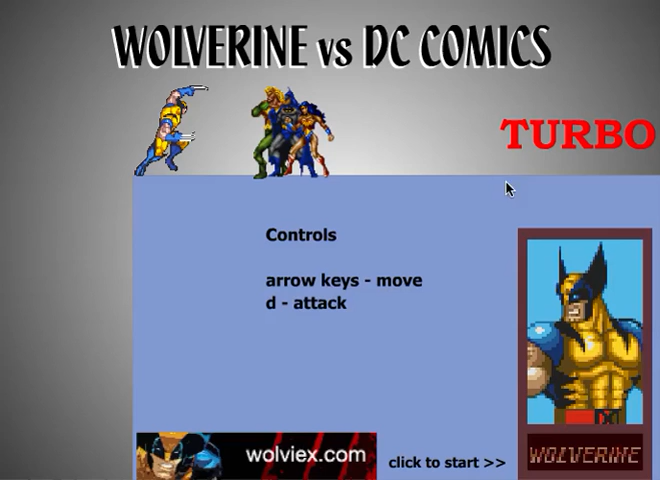 WOLVERINE vs DC COMICS
TURBO
Controls
arrow keys - move
d - attack
wolviex.com
click to start >>
WOLVERINE